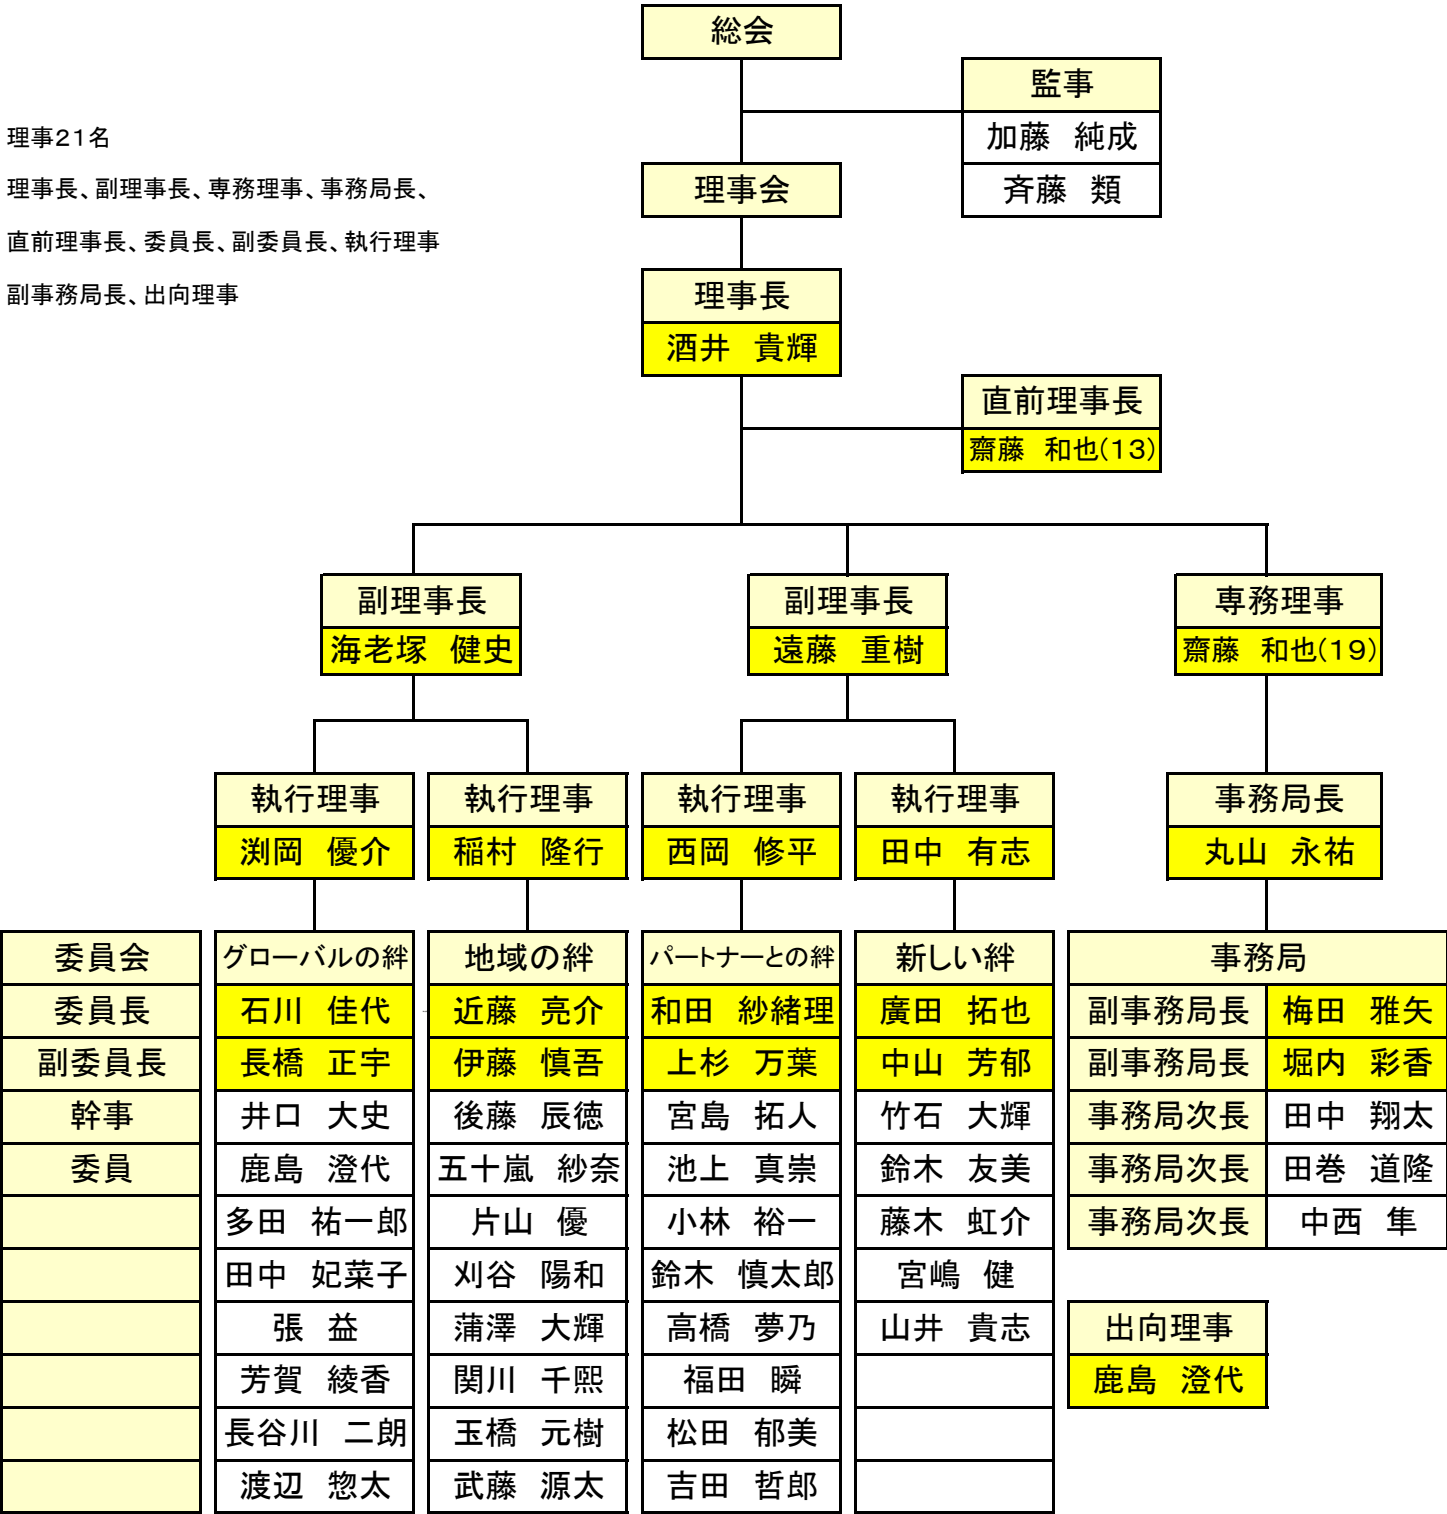 総会
監事
加藤 純成
斉藤 類
理事21名
理事長、副理事長、専務理事、事務局長、
直前理事長、委員長、副委員長、執行理事
副事務局長、出向理事
理事会
理事長
酒井 貴輝
直前理事長
齋藤 和也(13)
副理事長 副理事長 専務理事
海老塚 健史 遠藤 重樹 齋藤 和也(19)
執行理事 執行理事 執行理事 執行理事 事務局長
渕岡 優介 稲村 隆行 西岡 修平 田中 有志 丸山 永祐
委員会 グローバルの絆 地域の絆 パートナーとの絆 新しい絆 事務局
委員長 石川 佳代 近藤 亮介 和田 紗緒理 廣田 拓也 副事務局長 梅田 雅矢
副委員長 長橋 正宇 伊藤 慎吾 上杉 万葉 中山 芳郁 副事務局長 堀内 彩香
幹事 井口 大史 後藤 辰徳 宮島 拓人 竹石 大輝 事務局次長 田中 翔太
委員 鹿島 澄代 五十嵐 紗奈 池上 真崇 鈴木 友美 事務局次長 田巻 道隆
多田 祐一郎 片山 優 小林 裕一 藤木 虹介 事務局次長 中西 隼
田中 妃菜子 刈谷 陽和 鈴木 慎太郎 宮嶋 健
張 益 蒲澤 大輝 高橋 夢乃 山井 貴志 出向理事
芳賀 綾香 関川 千煕 福田 瞬 鹿島 澄代
長谷川 二朗 玉橋 元樹 松田 郁美
渡辺 惣太 武藤 源太 吉田 哲郎